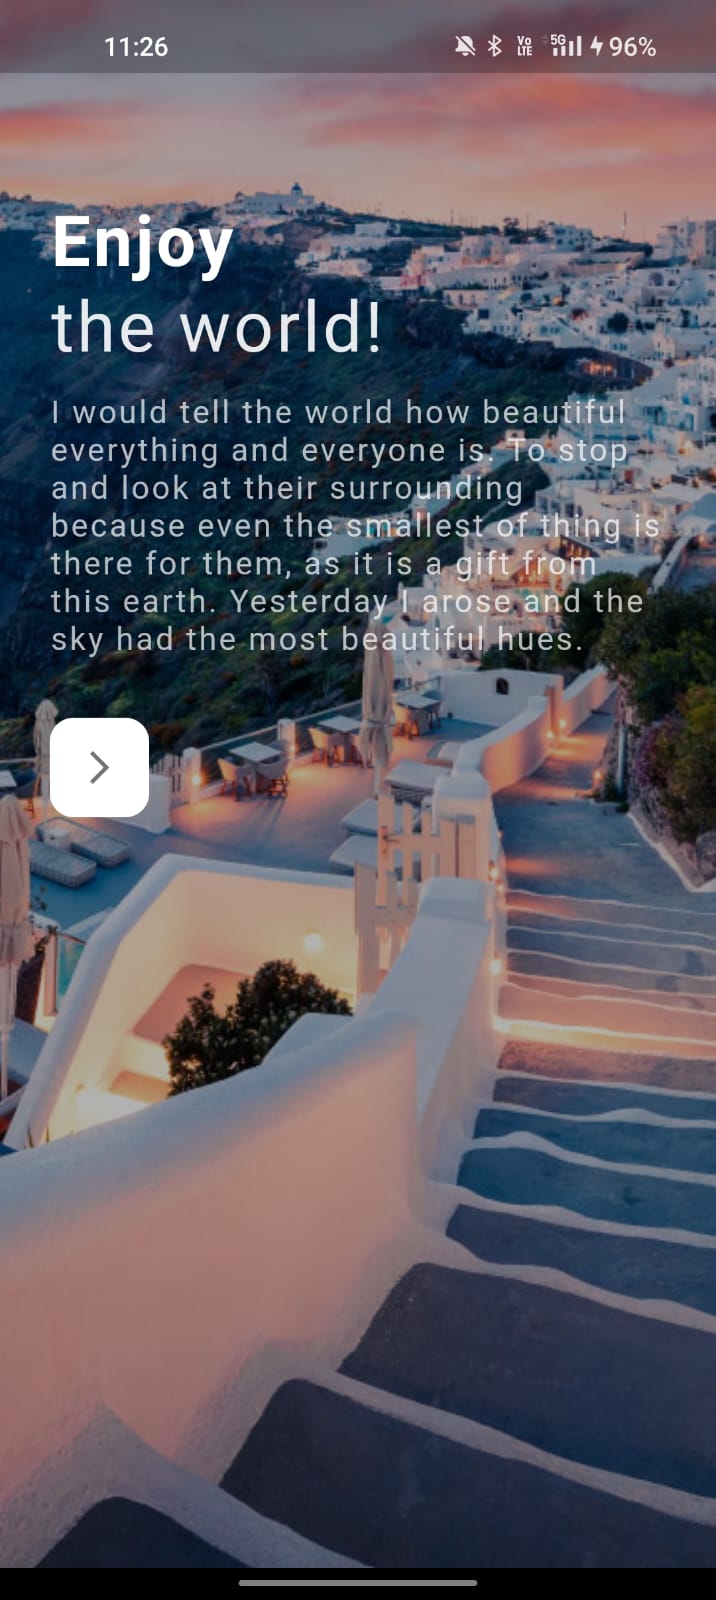 11:26 Vo LTE 5G 96%
Enjoy
the world!
I would tell the world how beautiful
everything and everyone is. To stop
and look at their surrounding
because even the smallest of thing is
there for them, as it is a gift from
this earth. Yesterday I arose and the
sky had the most beautiful hues.